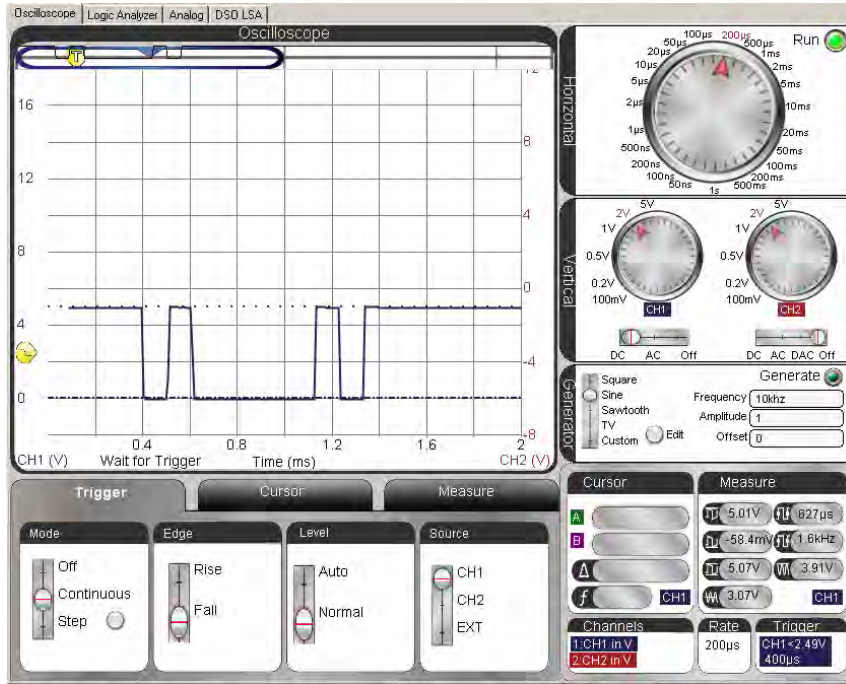 Oscilloscope Logic Analyzer Analog DSO LSA
Oscilloscope
T
16
12
8
4
0
12
8
4
0
-4
-8
0.4 0.8 1.2 1.6 2
CH1 (V) Wait for Trigger Time (ms) CH2 (V)
Horizontal
Run
100µs 200µs
50µs 500µs
20µs 1ms
10µs 2ms
5µs 5ms
2µs 10ms
1µs 20ms
500ns 50ms
200ns 100ms
100ns 200ms
50ns 1s 500ms
Vertical
5V 5V
2V 2V
1V 1V
0.5V 0.5V
0.2V 0.2V
100mV 100mV
CH1 CH2
DC AC Off DC AC DAC Off
Generator
Square
Sine
Sawtooth
TV
Custom
Edit
Generate
Frequency 10khz
Amplitude 1
Offset 0
Trigger Cursor Measure
Mode
Off
Continuous
Step
Edge
Rise
Fall
Level
Auto
Normal
Source
CH1
CH2
EXT
Cursor
A
B
Δ
f CH1
Measure
5.01V 627µs
-58.4mV 1.6kHz
5.07V 3.91V
3.07V CH1
Channels
1:CH1 in V
2:CH2 in V
Rate
200µs
Trigger
CH1<2.49V
400µs